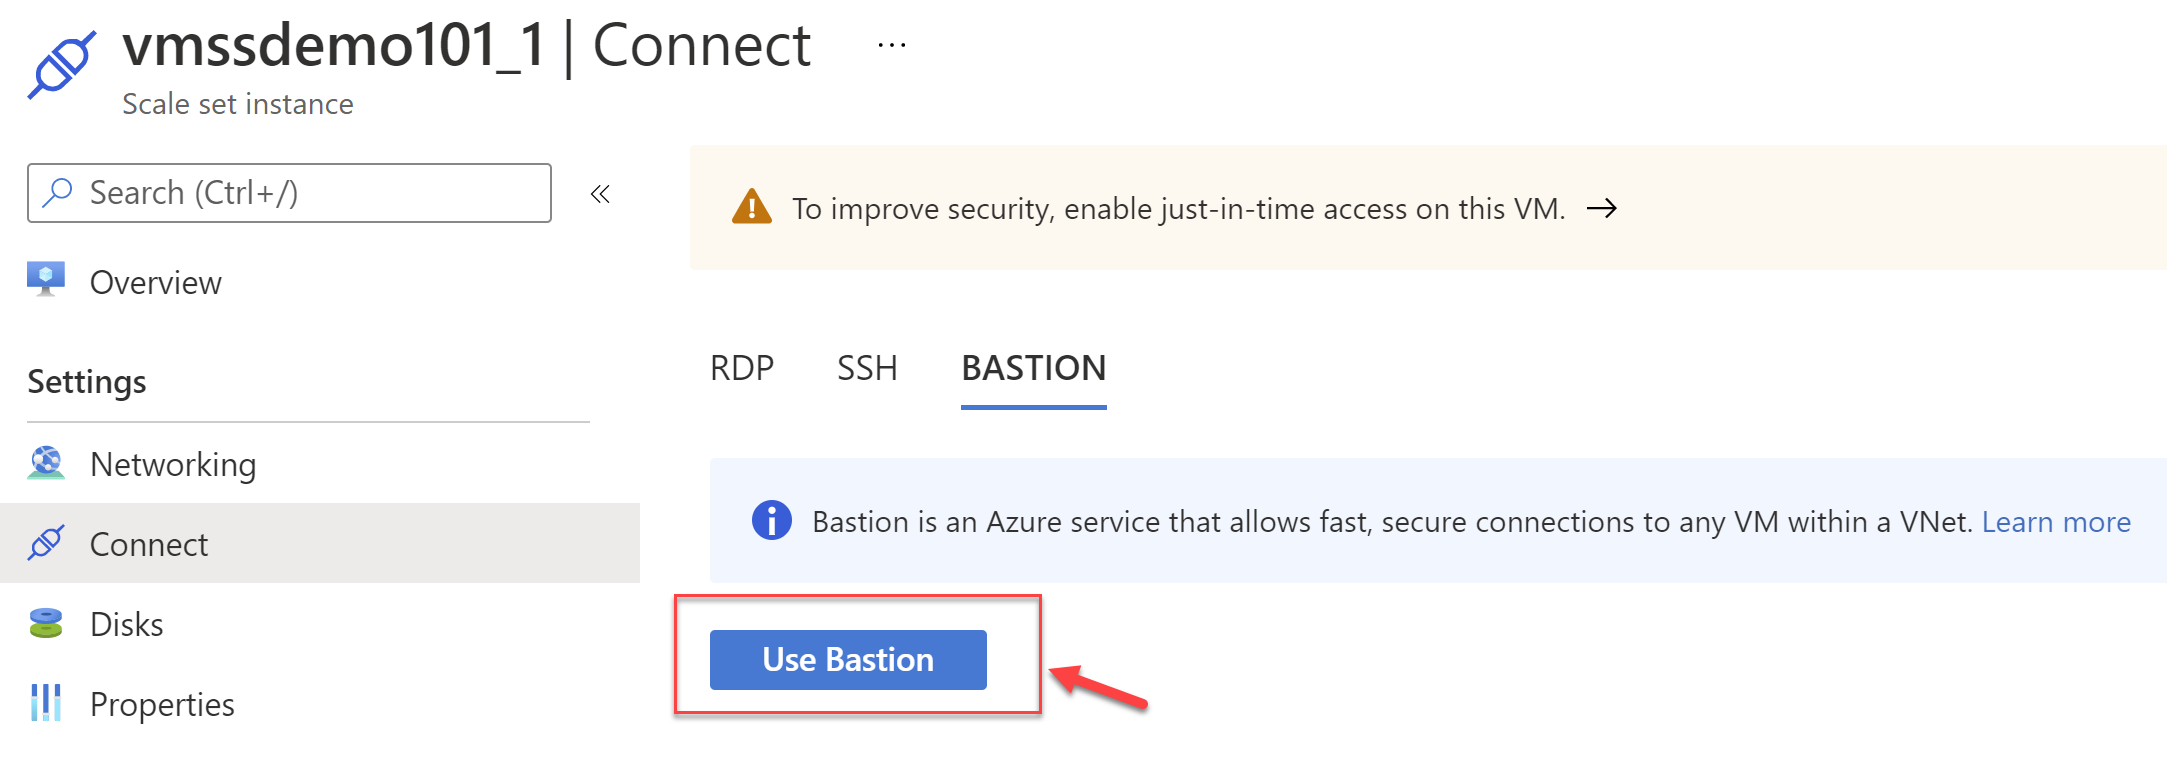 vmssdemo101_1 | Connect ...
Scale set instance
Search (Ctrl+/)
«
To improve security, enable just-in-time access on this VM. →
Overview
RDP SSH BASTION
Settings
Networking
Bastion is an Azure service that allows fast, secure connections to any VM within a VNet. Learn more
Connect
Disks
Use Bastion
Properties